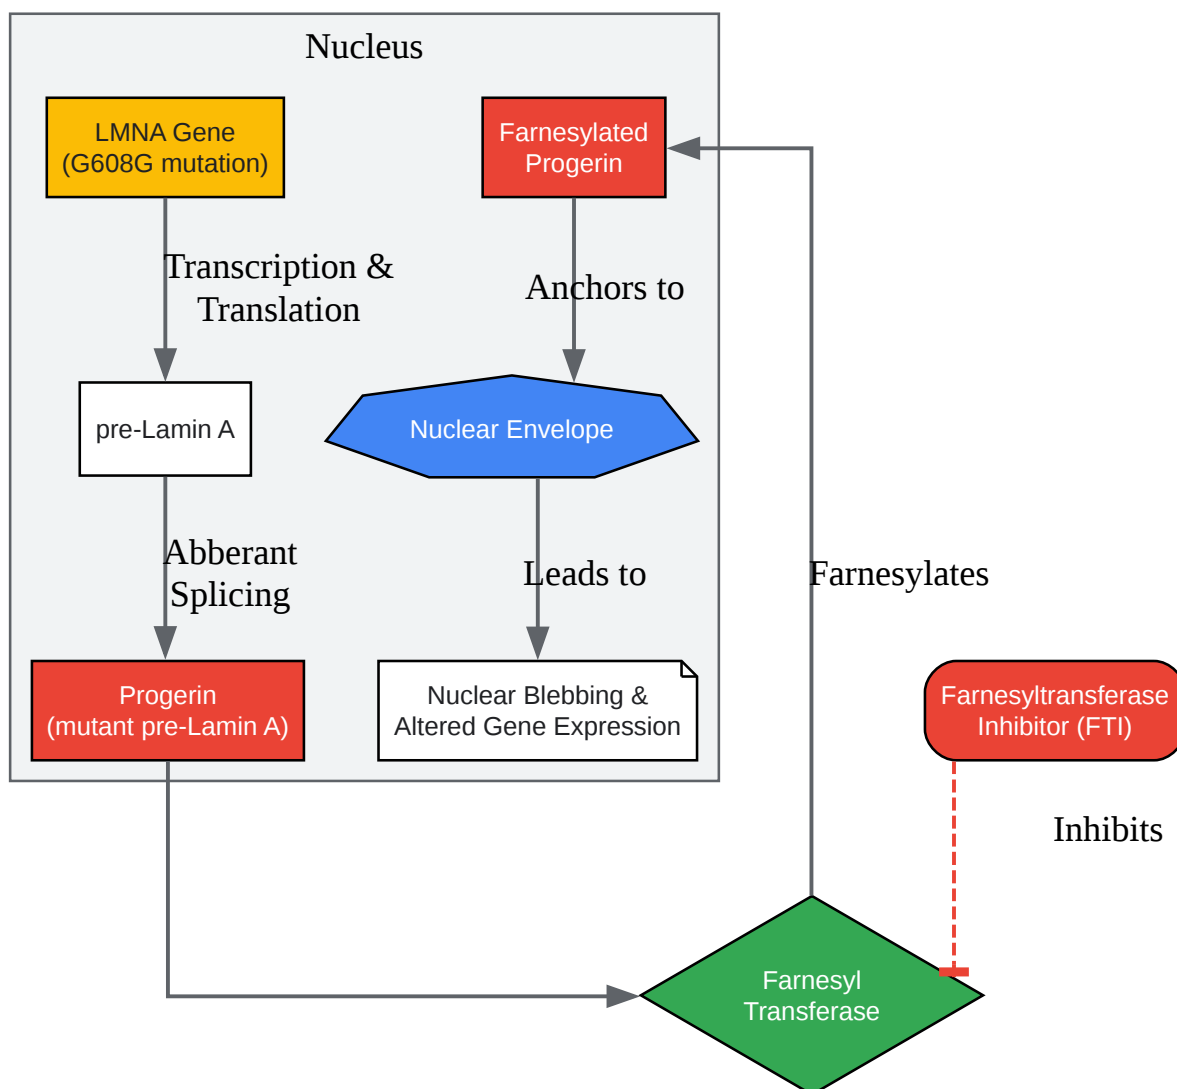 Nucleus
LMNA Gene
(G608G mutation)
Farnesylated
Progerin
Transcription &
Translation
Anchors to
pre-Lamin A
Nuclear Envelope
Abberant
Splicing
Leads to
Farnesylates
Progerin
(mutant pre-Lamin A)
Nuclear Blebbing &
Altered Gene Expression
Farnesyltransferase
Inhibitor (FTI)
Inhibits
Farnesyl
Transferase